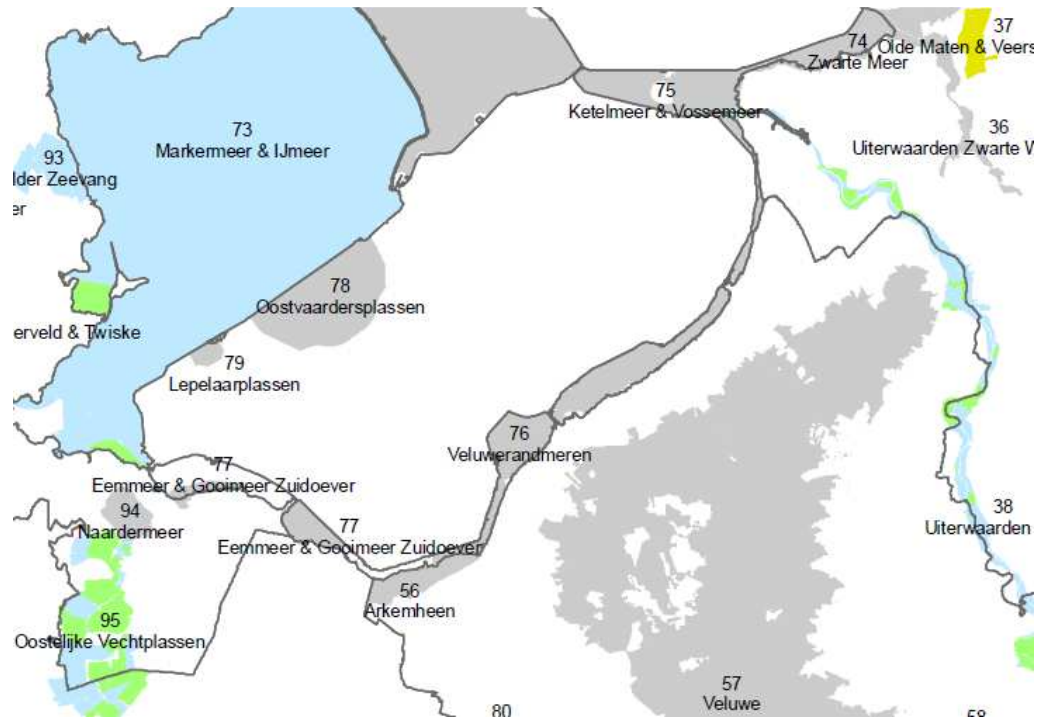 37
Olde Maten & Veers
74
Zwarte Meer
75
Ketelmeer & Vossemeer
73
Markermeer & IJmeer
36
Uiterwaarden Zwarte W
93
lder Zeevang
er
78
Oostvaardersplassen
erveld & Twiske
79
Lepelaarplassen
76
Veluwerandmeren
77
Eemmeer & Gooimeer Zuidoever
94
Naardermeer
77
Eemmeer & Gooimeer Zuidoever
38
Uiterwaarden
56
Arkemheen
95
Oostelijke Vechtplassen
57
Veluwe
80
58